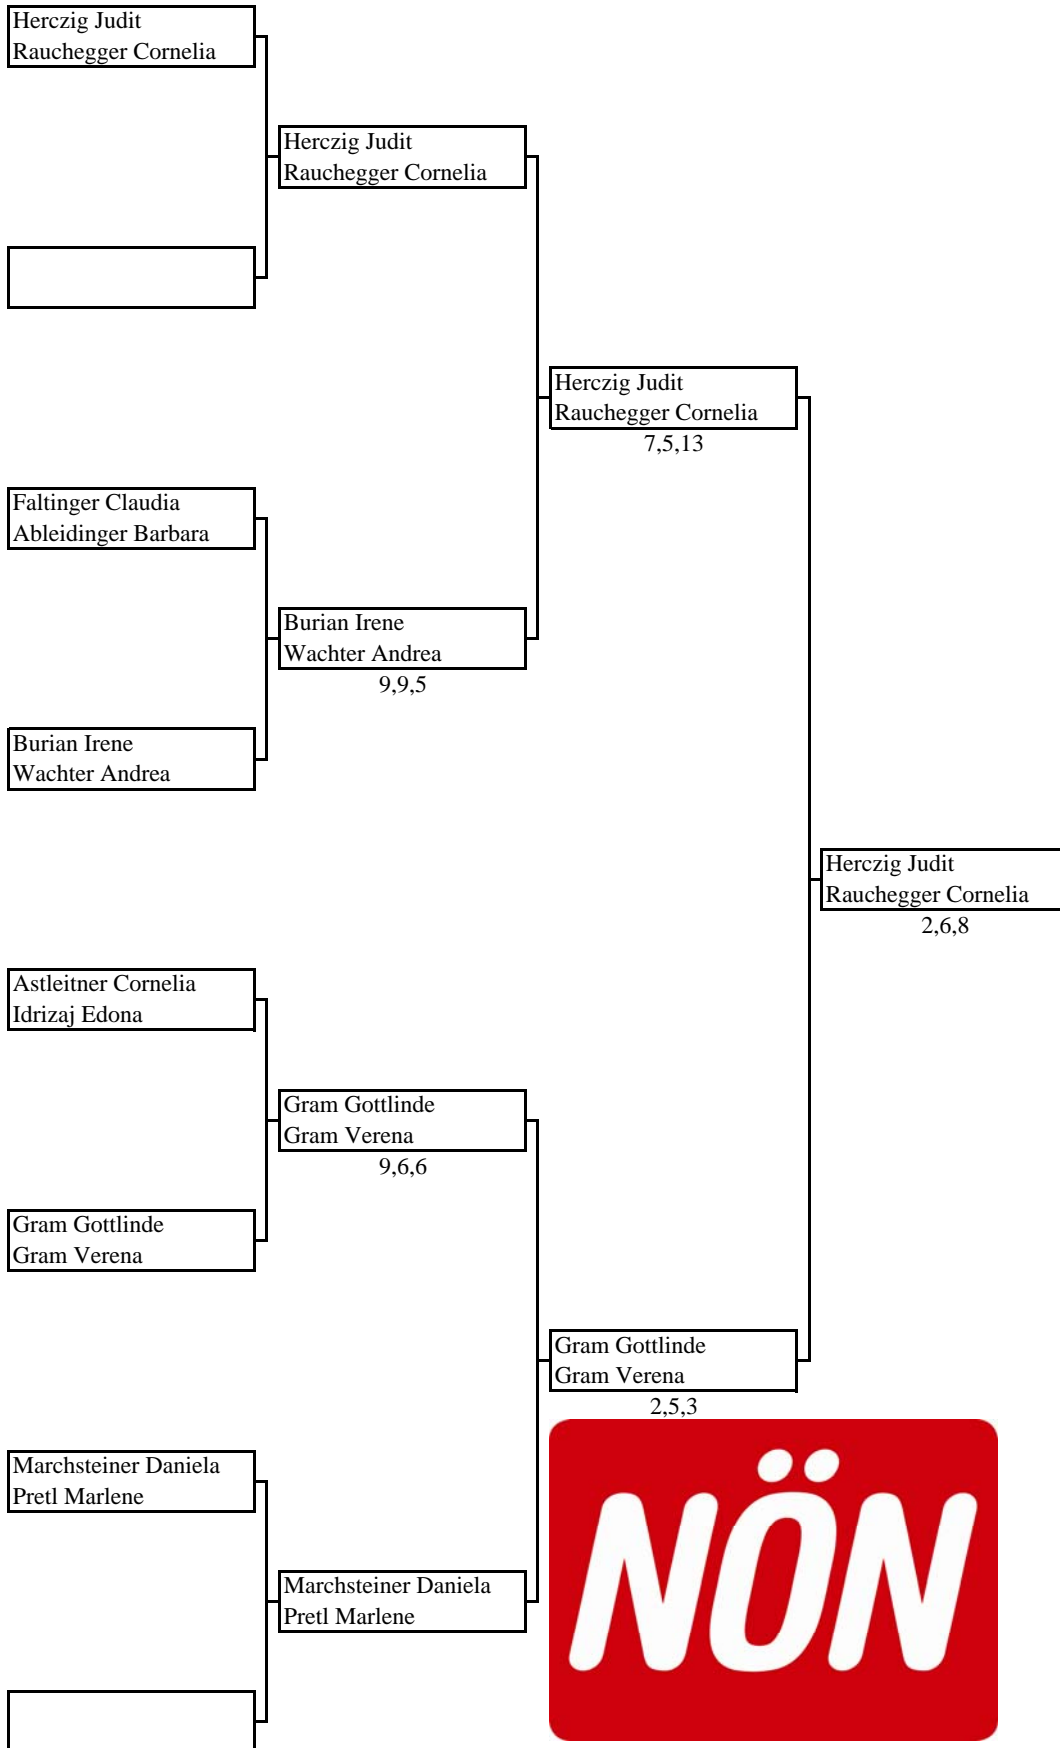 Herczig Judit
Rauchegger Cornelia
Herczig Judit
Rauchegger Cornelia
Herczig Judit
Rauchegger Cornelia
7,5,13
Faltinger Claudia
Ableidinger Barbara
Burian Irene
Wachter Andrea
9,9,5
Burian Irene
Wachter Andrea
Herczig Judit
Rauchegger Cornelia
2,6,8
Astleitner Cornelia
Idrizaj Edona
Gram Gottlinde
Gram Verena
9,6,6
Gram Gottlinde
Gram Verena
Gram Gottlinde
Gram Verena
2,5,3
Marchsteiner Daniela
Pretl Marlene
Marchsteiner Daniela
Pretl Marlene
NÖN